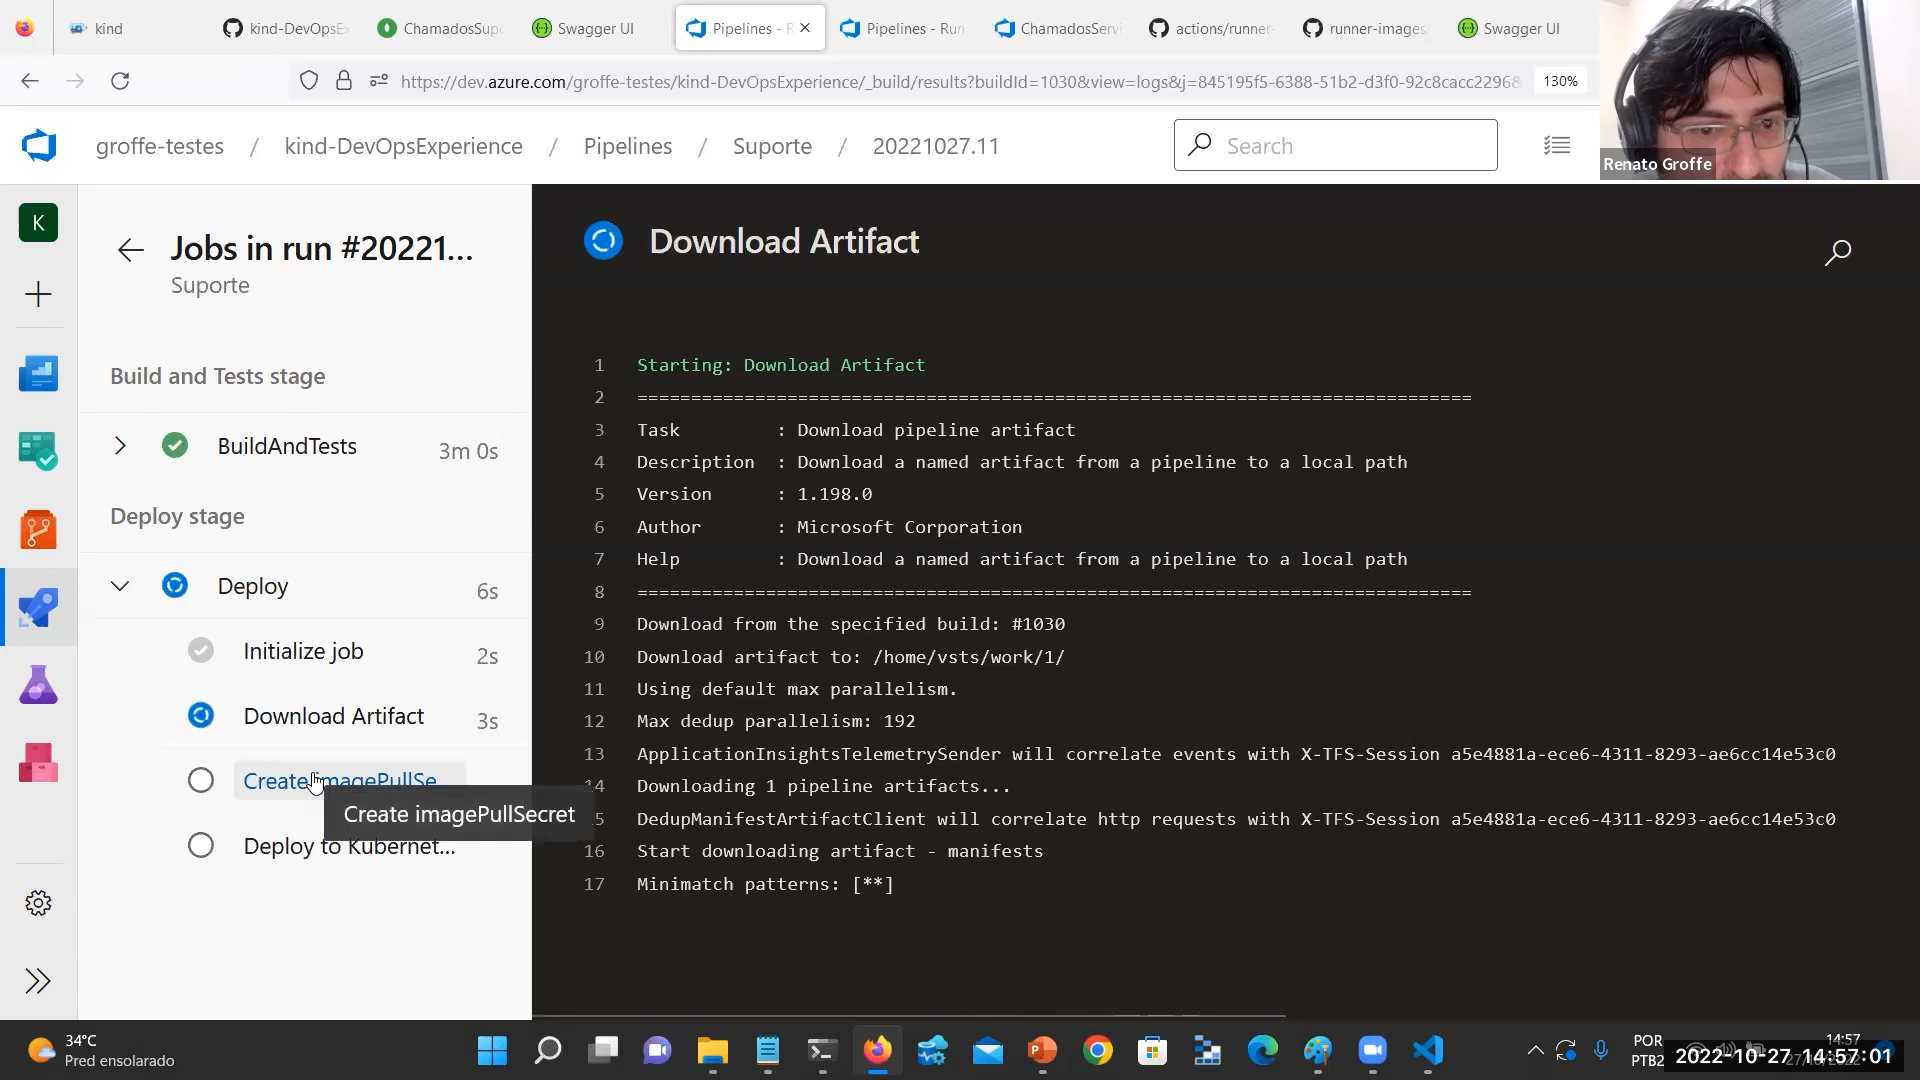 kind
kind-DevOpsEx
ChamadosSupo
Swagger UI
Pipelines - R
Pipelines - Run
ChamadosServi
actions/runner-
runner-images/
Swagger UI
https://dev.azure.com/groffe-testes/kind-DevOpsExperience/_build/results?buildId=1030&view=logs&j=845195f5-6388-51b2-d3f0-92c8cacc2296&
130%
Renato Groffe
groffe-testes / kind-DevOpsExperience / Pipelines / Suporte / 20221027.11
Search
K
Jobs in run #20221...
Suporte
Build and Tests stage
BuildAndTests 3m 0s
Deploy stage
Deploy 6s
Initialize job 2s
Download Artifact 3s
Create imagePullSe...
Create imagePullSecret
Deploy to Kubernet...
Download Artifact
1 Starting: Download Artifact
2 ==============================================================================
3 Task : Download pipeline artifact
4 Description : Download a named artifact from a pipeline to a local path
5 Version : 1.198.0
6 Author : Microsoft Corporation
7 Help : Download a named artifact from a pipeline to a local path
8 ==============================================================================
9 Download from the specified build: #1030
10 Download artifact to: /home/vsts/work/1/
11 Using default max parallelism.
12 Max dedup parallelism: 192
13 ApplicationInsightsTelemetrySender will correlate events with X-TFS-Session a5e4881a-ece6-4311-8293-ae6cc14e53c0
14 Downloading 1 pipeline artifacts...
15 DedupManifestArtifactClient will correlate http requests with X-TFS-Session a5e4881a-ece6-4311-8293-ae6cc14e53c0
16 Start downloading artifact - manifests
17 Minimatch patterns: [**]
34°C
Pred ensolarado
POR
PTB2
14:57
2022-10-27 14:57:01